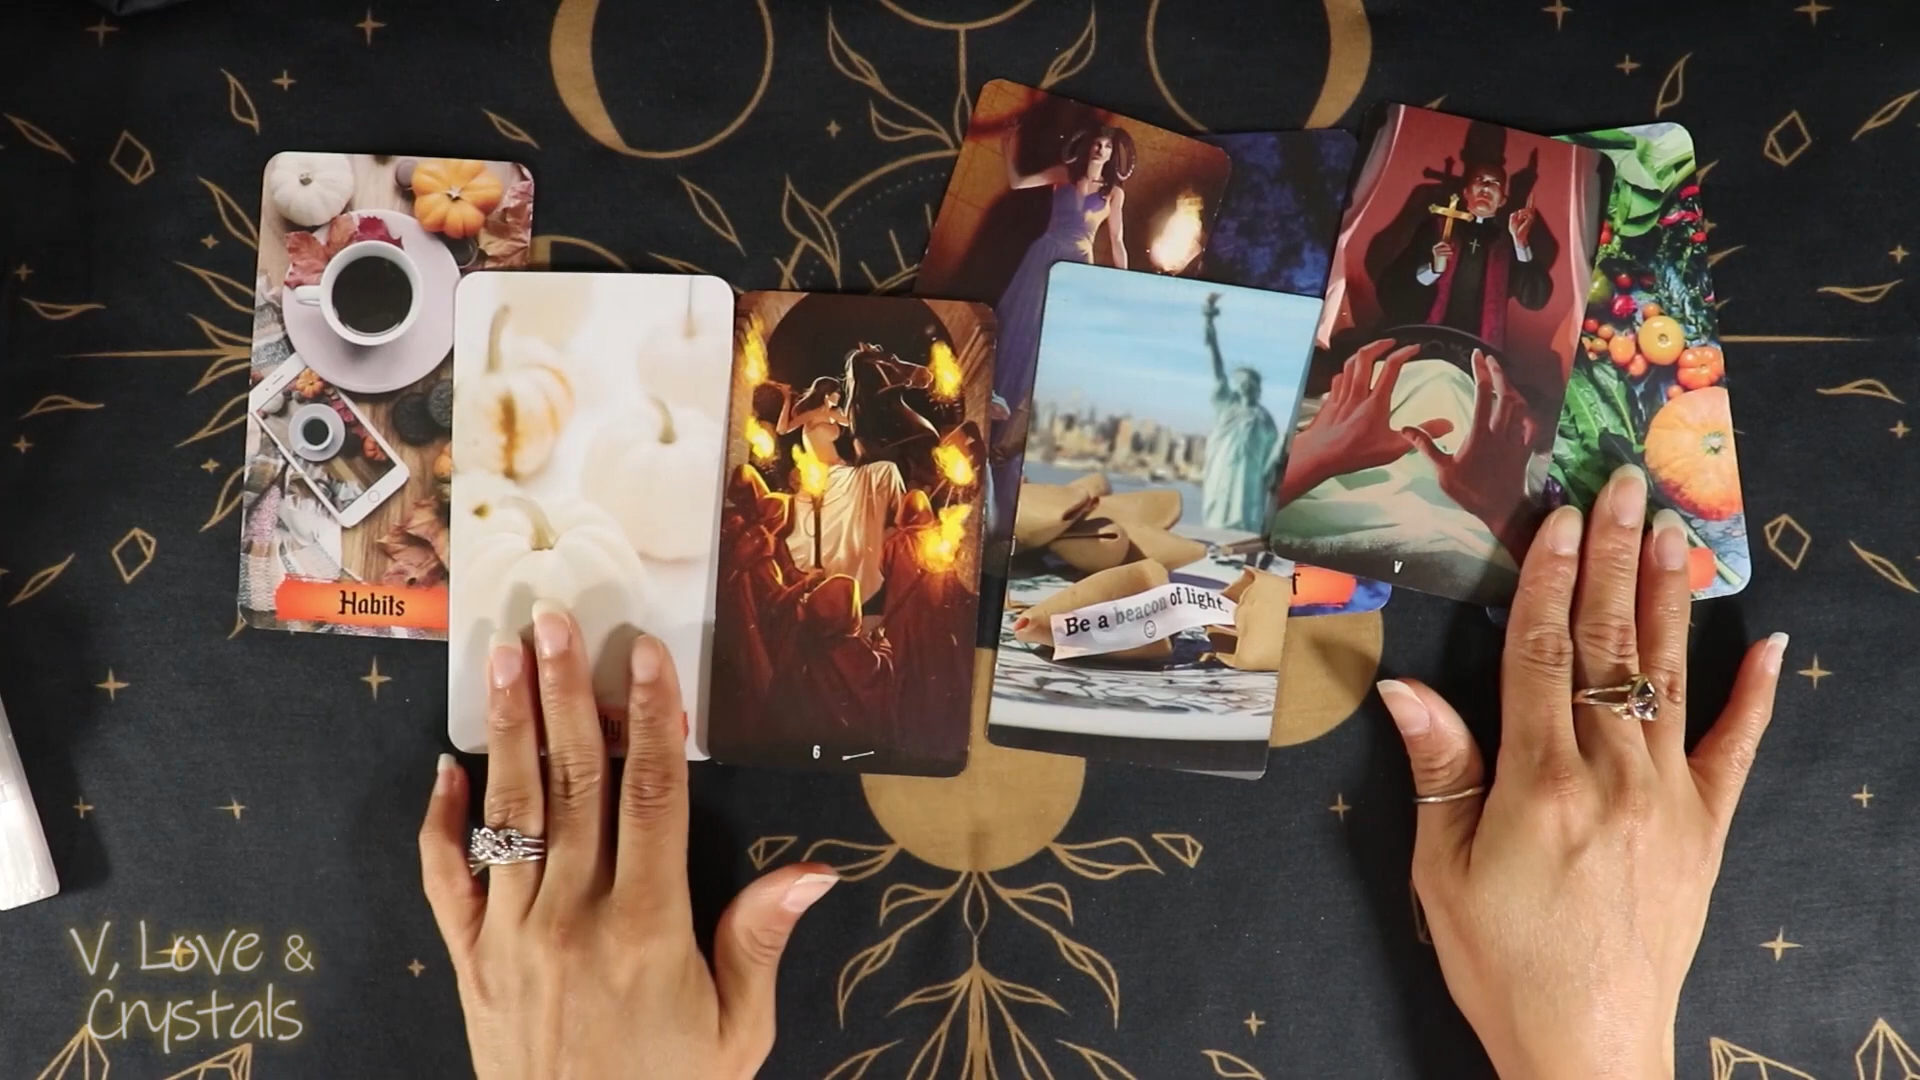 Habits
6
Be a beacon of light.
V
V, Love &
Crystals